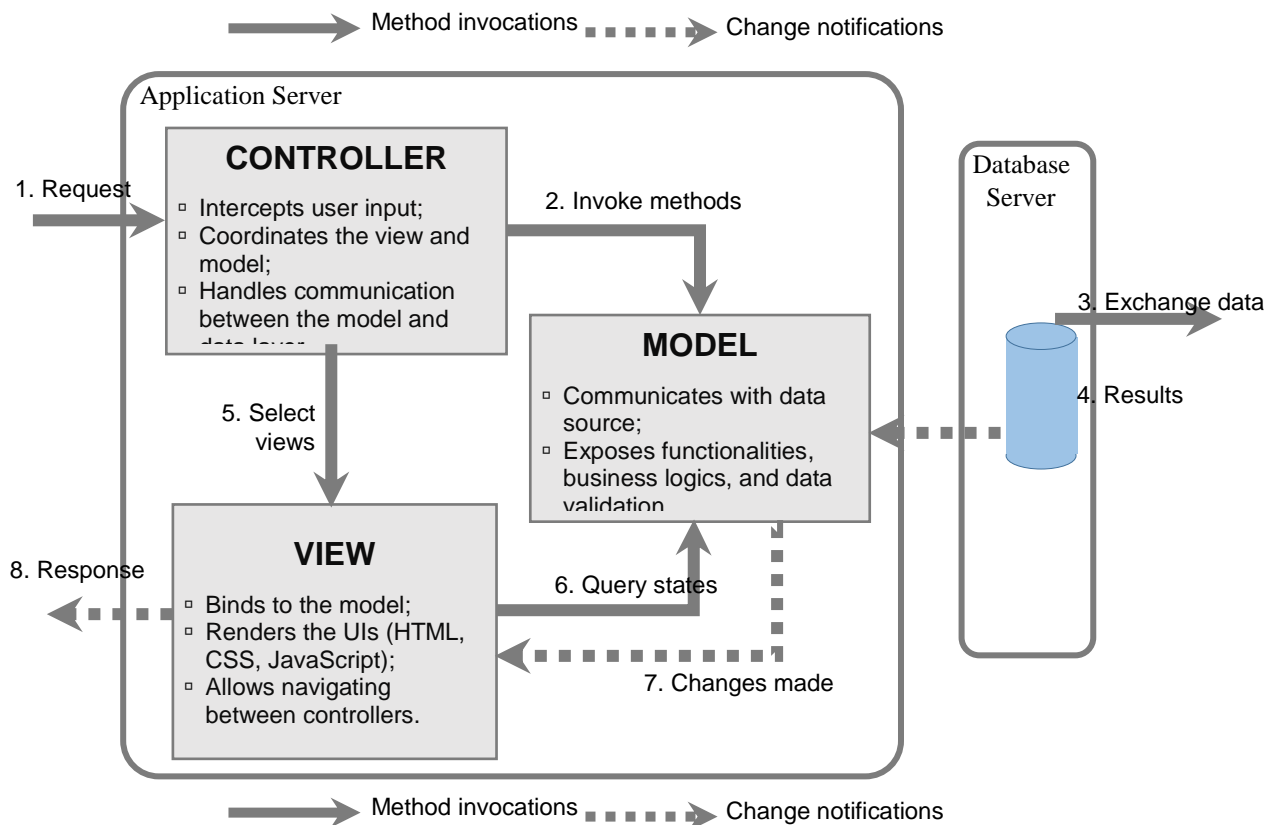 Method invocations
Change notifications
Application Server
CONTROLLER
▫ Intercepts user input;
▫ Coordinates the view and
model;
▫ Handles communication
between the model and
data layer
1. Request
2. Invoke methods
Database
Server
3. Exchange data
4. Results
MODEL
▫ Communicates with data
source;
▫ Exposes functionalities,
business logics, and data
validation
5. Select
views
VIEW
▫ Binds to the model;
▫ Renders the UIs (HTML,
CSS, JavaScript);
▫ Allows navigating
between controllers.
6. Query states
7. Changes made
8. Response
Method invocations
Change notifications